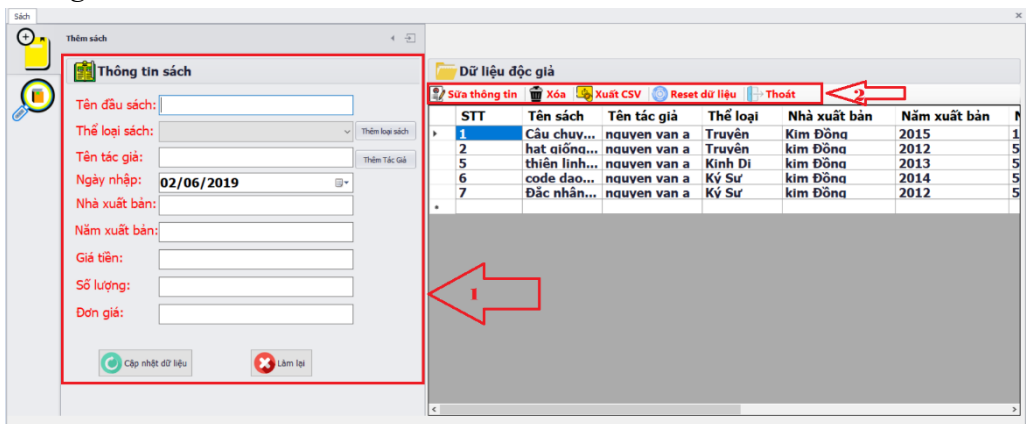 Sách
Thêm sách
Thông tin sách
Tên đầu sách:
Thể loại sách:
Thêm loại sách
Tên tác giả:
Thêm Tác Giả
Ngày nhập: 02/06/2019
Nhà xuất bản:
Năm xuất bản:
Giá tiền:
Số lượng:
Đơn giá:
Cập nhật dữ liệu Làm lại
1
Dữ liệu độc giả
Sửa thông tin Xóa Xuất CSV Reset dữ liệu Thoát
2
STT Tên sách Tên tác giả Thể loại Nhà xuất bản Năm xuất bản
1 Câu chuy... nguyen van a Truyện Kim Đồng 2015 1
2 hat giống... nguyen van a Truyện kim Đồng 2012 5
5 thiên linh... nguyen van a Kinh Di kim Đồng 2013 5
6 code dao... nguyen van a Ký Sư kim Đồng 2014 5
7 Đắc nhân... nguyen van a Ký Sư kim Đồng 2012 5